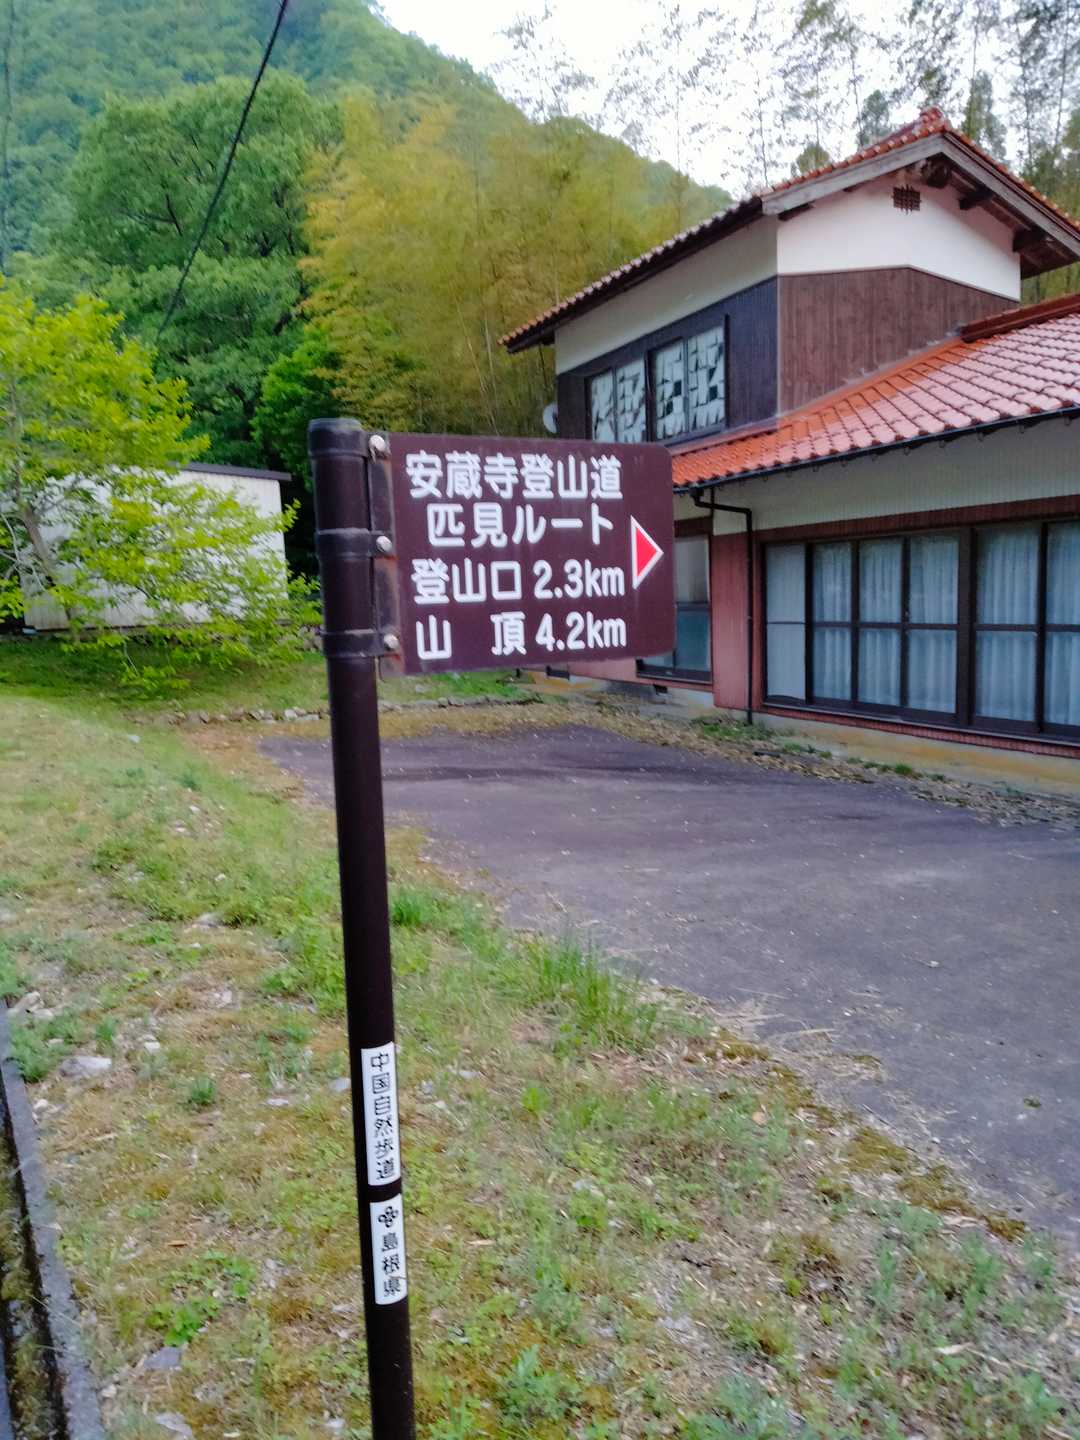 安蔵寺登山道
匹見ルート
登山口 2.3km
山 頂 4.2km
中国自然歩道
島根県